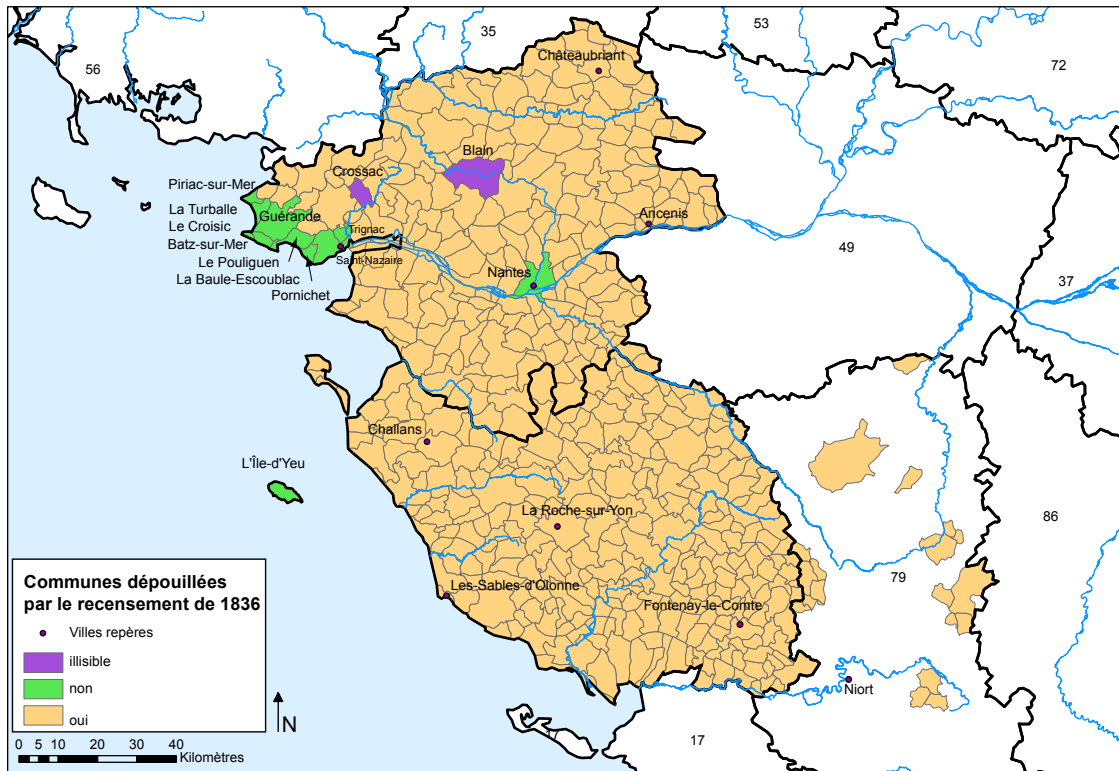 35
53
56
72
Châteaubriant
Blain
Crossac
Piriac-sur-Mer
La Turballe
Guérande
Le Croisic
Ancenis
Trignac
Batz-sur-Mer
Saint-Nazaire
49
Le Pouliguen
La Baule-Escoublac
Nantes
37
Pornichet
Challans
L'Île-d'Yeu
La Roche-sur-Yon
86
Communes dépouillées
par le recensement de 1836
Villes repères
illisible
non
oui
Les-Sables-d'Olonne
79
Fontenay-le-Comte
Niort
N
17
17
0 5 10 20 30 40
Kilomètres